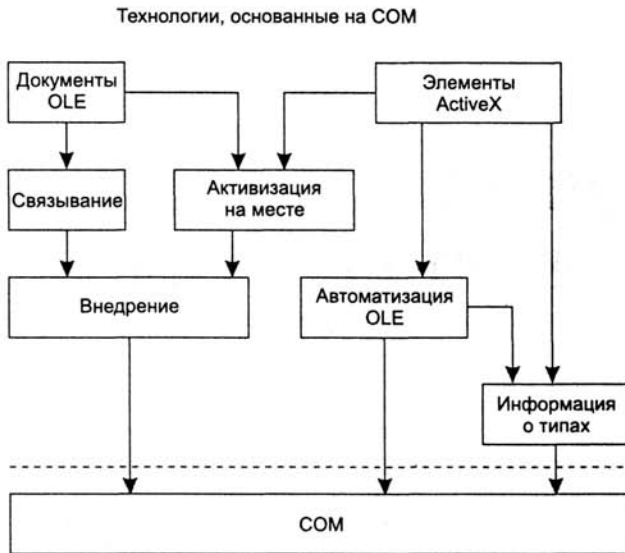 Технологии, основанные на COM
Документы
OLE
Элементы
ActiveX
Связывание
Активизация
на месте
Внедрение
Автоматизация
OLE
Информация
о типах
COM